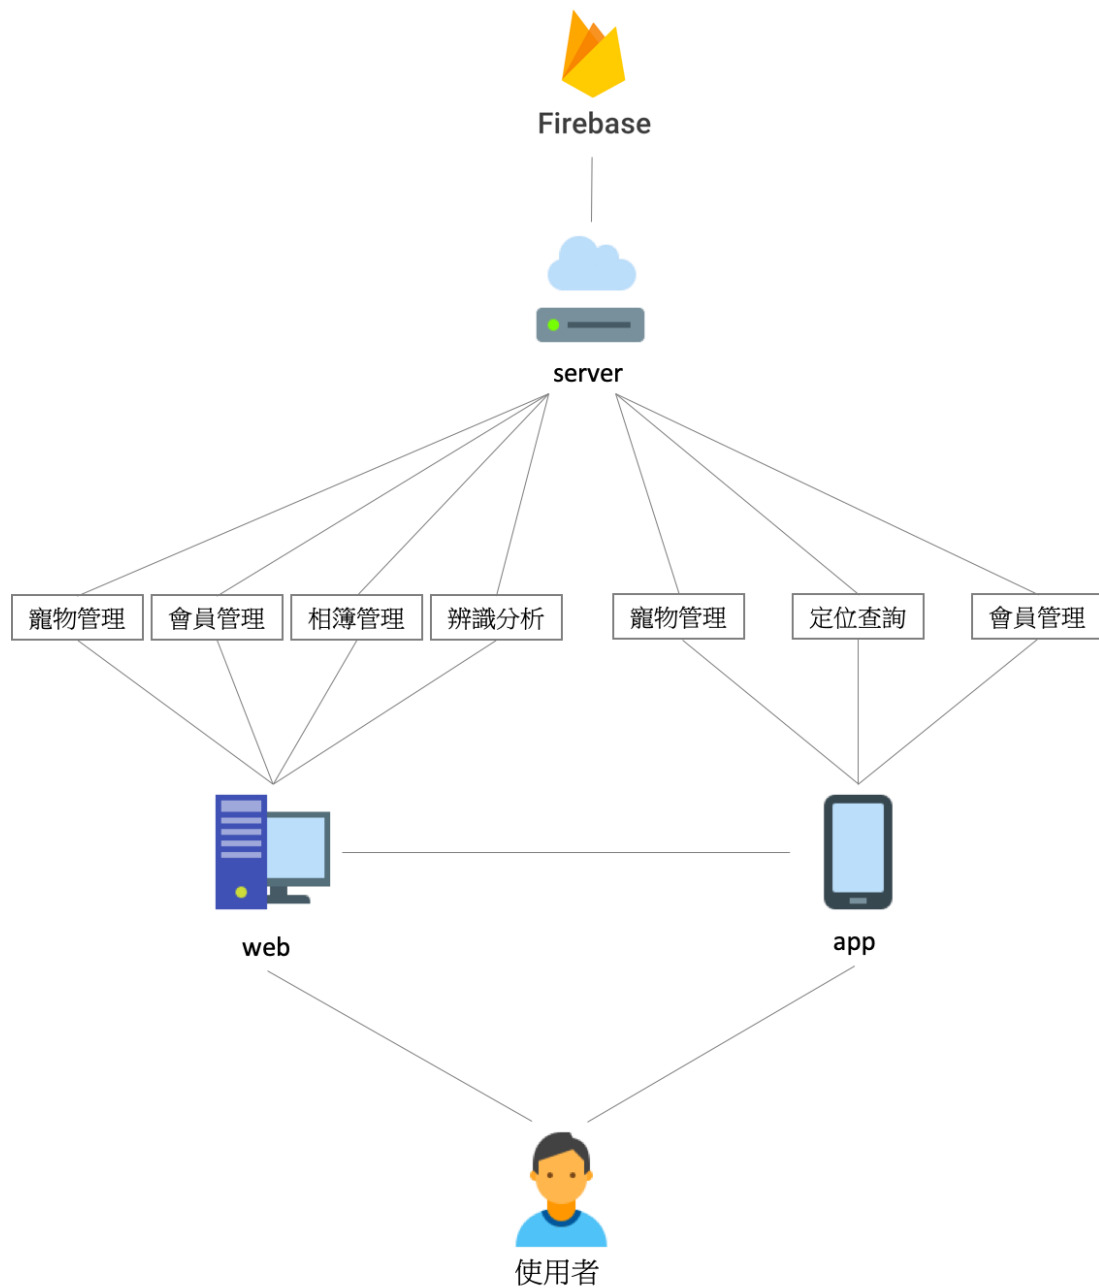 Firebase
server
寵物管理
會員管理
相簿管理
辨識分析
寵物管理
定位查詢
會員管理
web
app
使用者